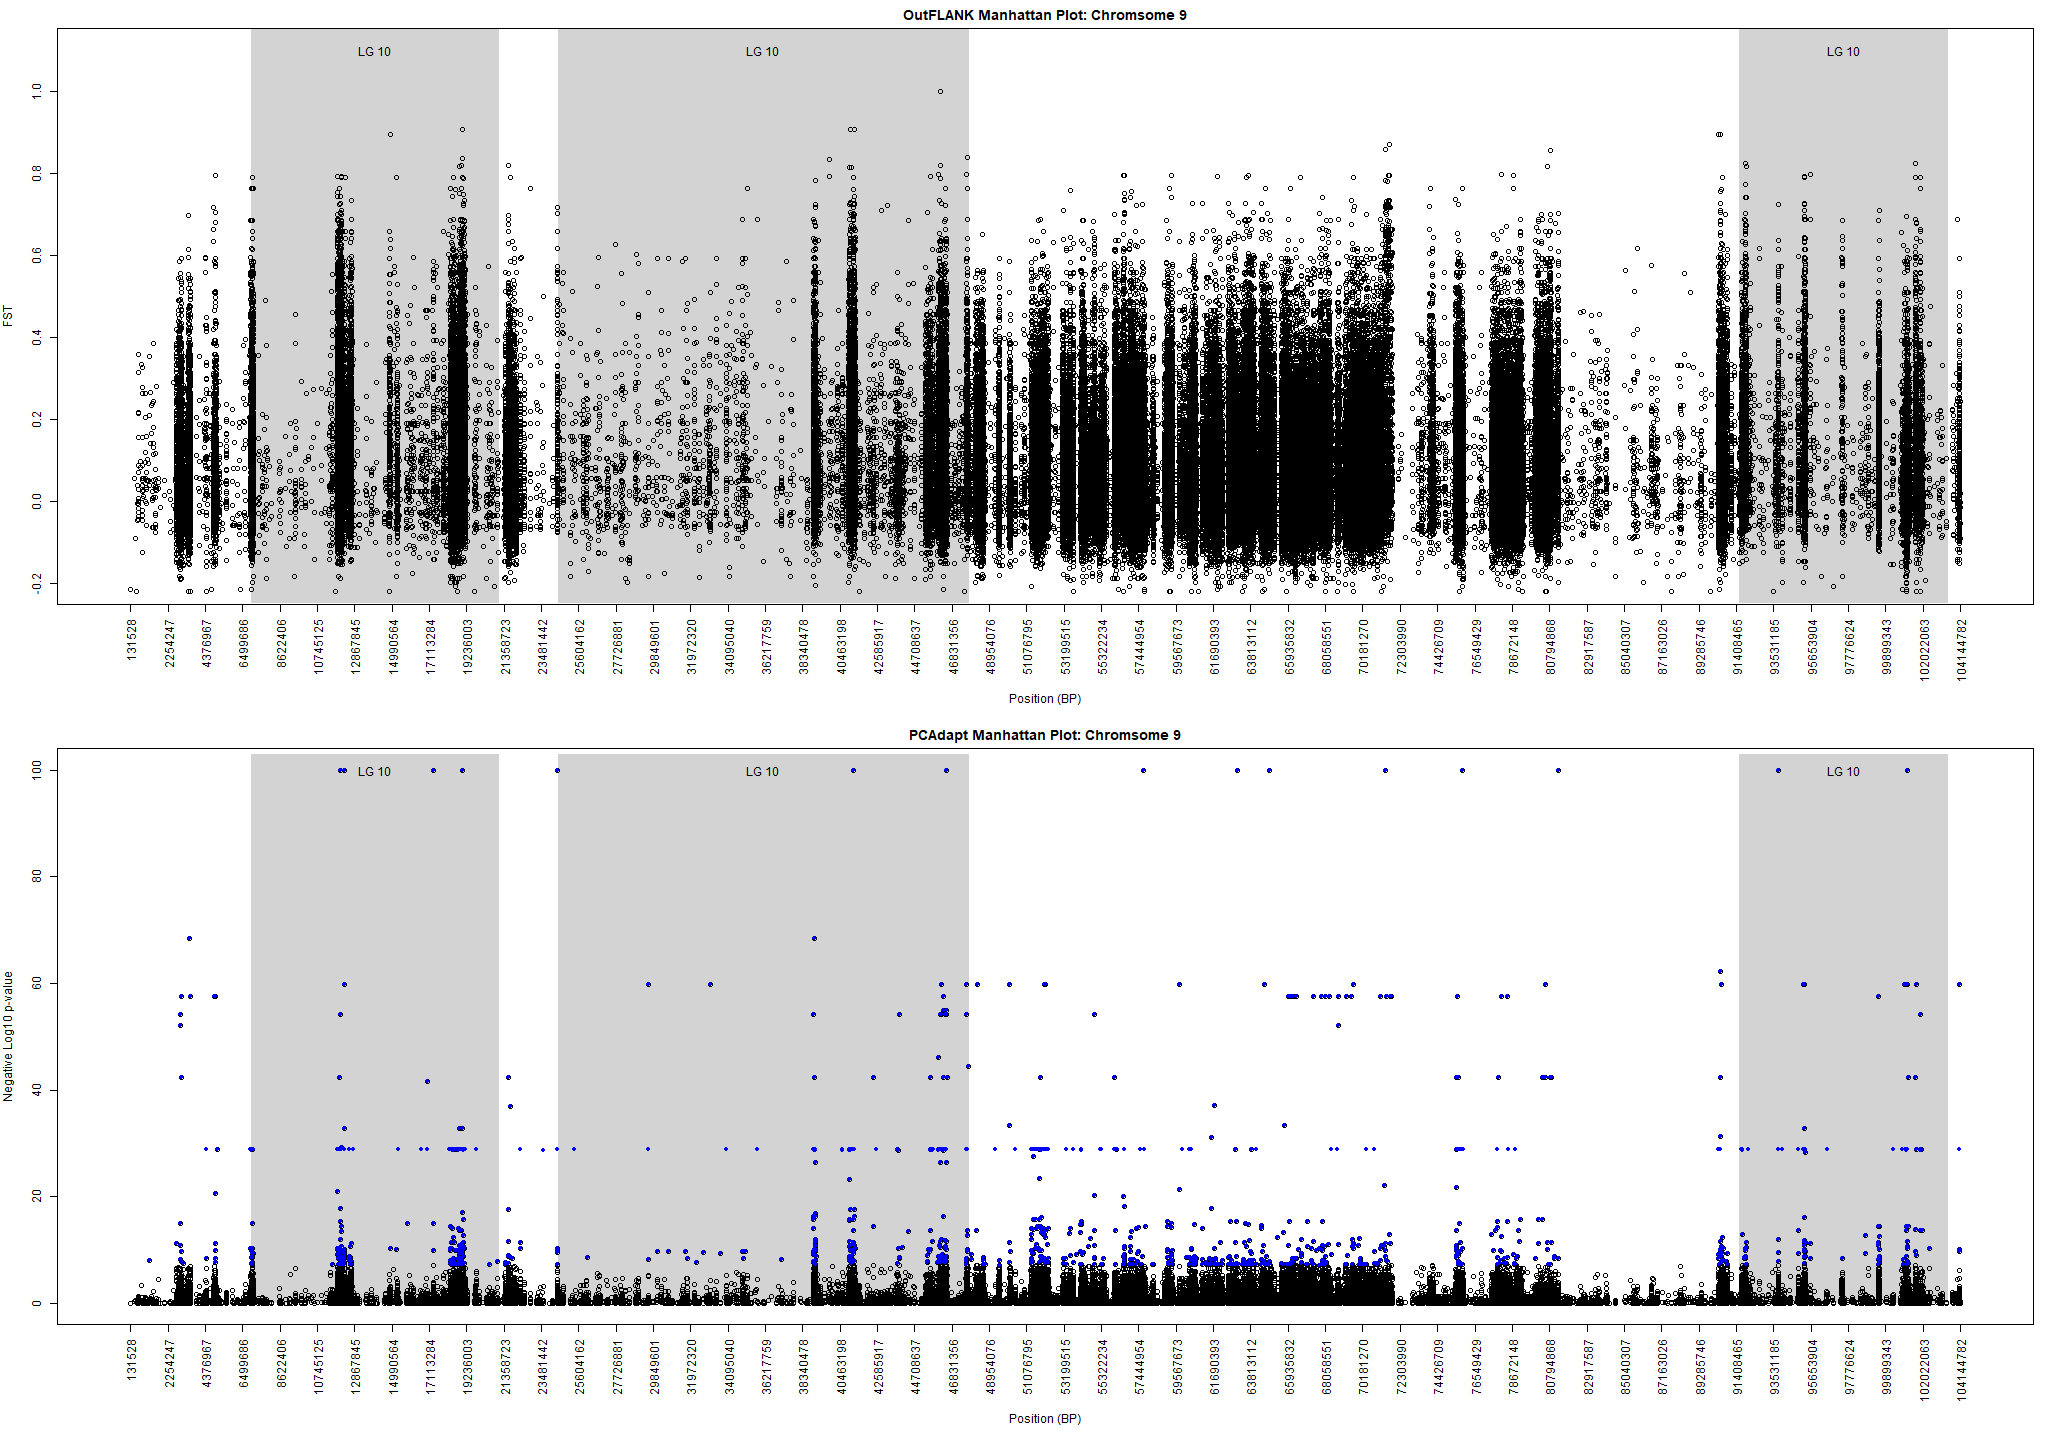 OutFLANK Manhattan Plot: Chromsome 9
LG 10 LG 10 LG 10
FST
1.0
0.8
0.6
0.4
0.2
0.0
-0.2
131528 2254247 4376967 6499686 8622406 10745125 12867845 14990564 17113284 19236003 21358723 23481442 25604162 27726881 29849601 31972320 34095040 36217759 38340478 40463198 42585917 44708637 46831356 48954076 51076795 53199515 55322234 57444954 59567673 61690393 63813112 65935832 68058551 70181270 72303990 74426709 76549429 78672148 80794868 82917587 85040307 87163026 89285746 91408465 93531185 95653904 97776624 99899343 102022063 104144782
Position (BP)
PCAdapt Manhattan Plot: Chromsome 9
LG 10 LG 10 LG 10
Negative Log10 p-value
100
80
60
40
20
0
131528 2254247 4376967 6499686 8622406 10745125 12867845 14990564 17113284 19236003 21358723 23481442 25604162 27726881 29849601 31972320 34095040 36217759 38340478 40463198 42585917 44708637 46831356 48954076 51076795 53199515 55322234 57444954 59567673 61690393 63813112 65935832 68058551 70181270 72303990 74426709 76549429 78672148 80794868 82917587 85040307 87163026 89285746 91408465 93531185 95653904 97776624 99899343 102022063 104144782
Position (BP)